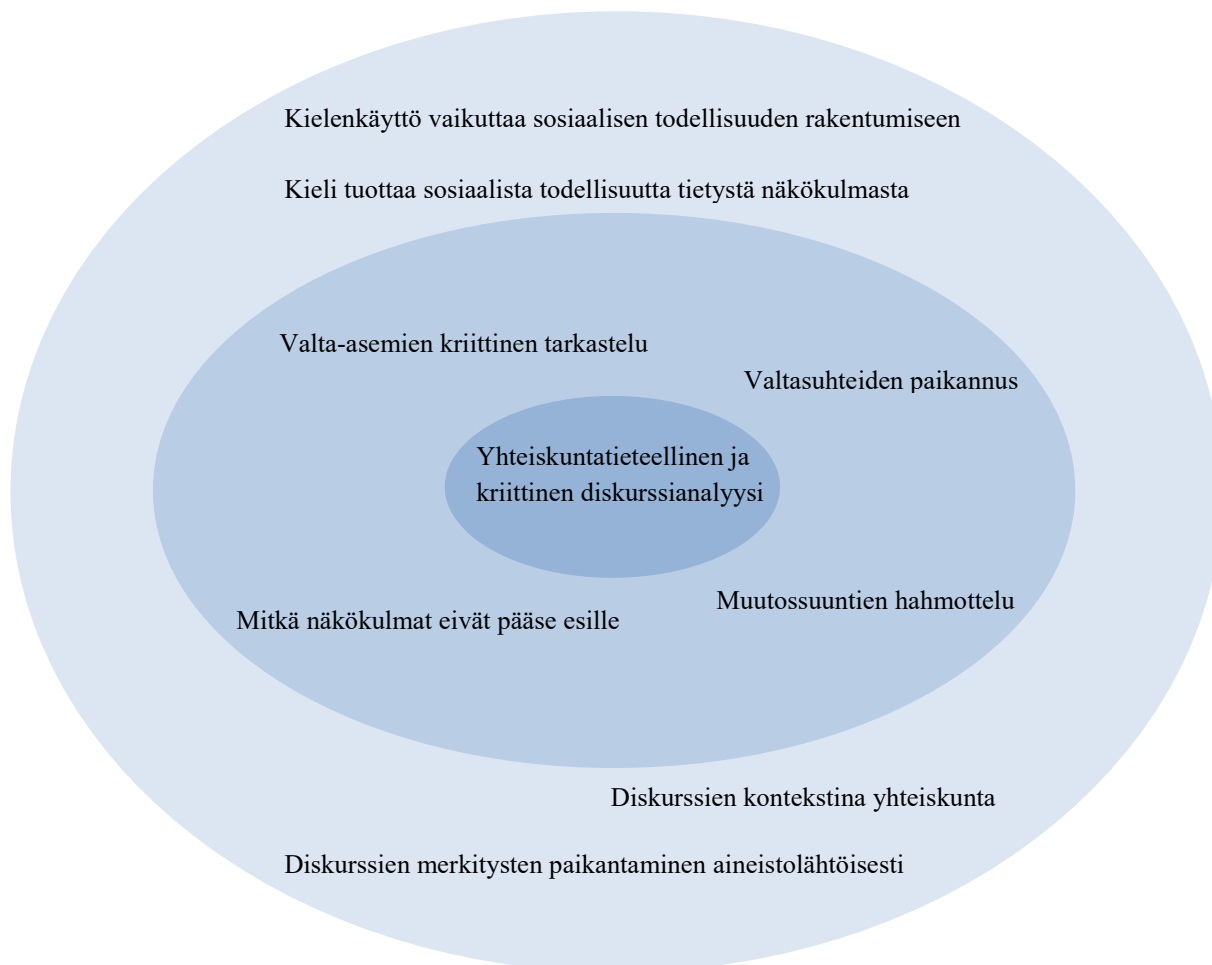 Kielenkäyttö vaikuttaa sosiaalisen todellisuuden rakentumiseen
Kieli tuottaa sosiaalista todellisuutta tietystä näkökulmasta
Valta-asemien kriittinen tarkastelu
Valtasuhteiden paikannus
Yhteiskuntatieteellinen ja
kriittinen diskurssianalyysi
Muutossuuntien hahmottelu
Mitkä näkökulmat eivät pääse esille
Diskurssien kontekstina yhteiskunta
Diskurssien merkitysten paikantaminen aineistolähtöisesti